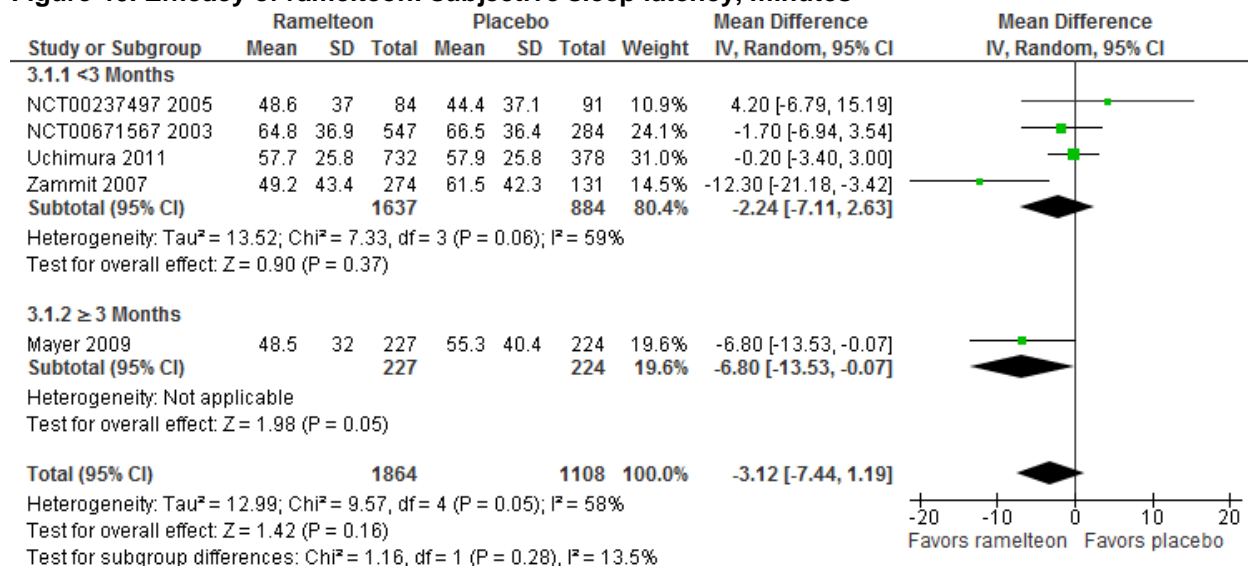 Ramelteon Placebo Mean Difference Mean Difference
Study or Subgroup Mean SD Total Mean SD Total Weight IV, Random, 95% CI IV, Random, 95% CI
3.1.1 <3 Months
NCT00237497 2005 48.6 37 84 44.4 37.1 91 10.9% 4.20 [-6.79, 15.19]
NCT00671567 2003 64.8 36.9 547 66.5 36.4 284 24.1% -1.70 [-6.94, 3.54]
Uchimura 2011 57.7 25.8 732 57.9 25.8 378 31.0% -0.20 [-3.40, 3.00]
Zammit 2007 49.2 43.4 274 61.5 42.3 131 14.5% -12.30 [-21.18, -3.42]
Subtotal (95% CI) 1637 884 80.4% -2.24 [-7.11, 2.63]
Heterogeneity: Tau² = 13.52; Chi² = 7.33, df = 3 (P = 0.06); I² = 59%
Test for overall effect: Z = 0.90 (P = 0.37)
3.1.2 ≥ 3 Months
Mayer 2009 48.5 32 227 55.3 40.4 224 19.6% -6.80 [-13.53, -0.07]
Subtotal (95% CI) 227 224 19.6% -6.80 [-13.53, -0.07]
Heterogeneity: Not applicable
Test for overall effect: Z = 1.98 (P = 0.05)
Total (95% CI) 1864 1108 100.0% -3.12 [-7.44, 1.19]
Heterogeneity: Tau² = 12.99; Chi² = 9.57, df = 4 (P = 0.05); I² = 58%
Test for overall effect: Z = 1.42 (P = 0.16)
Test for subgroup differences: Chi² = 1.16, df = 1 (P = 0.28), I² = 13.5%
-20 -10 0 10 20
Favors ramelteon Favors placebo